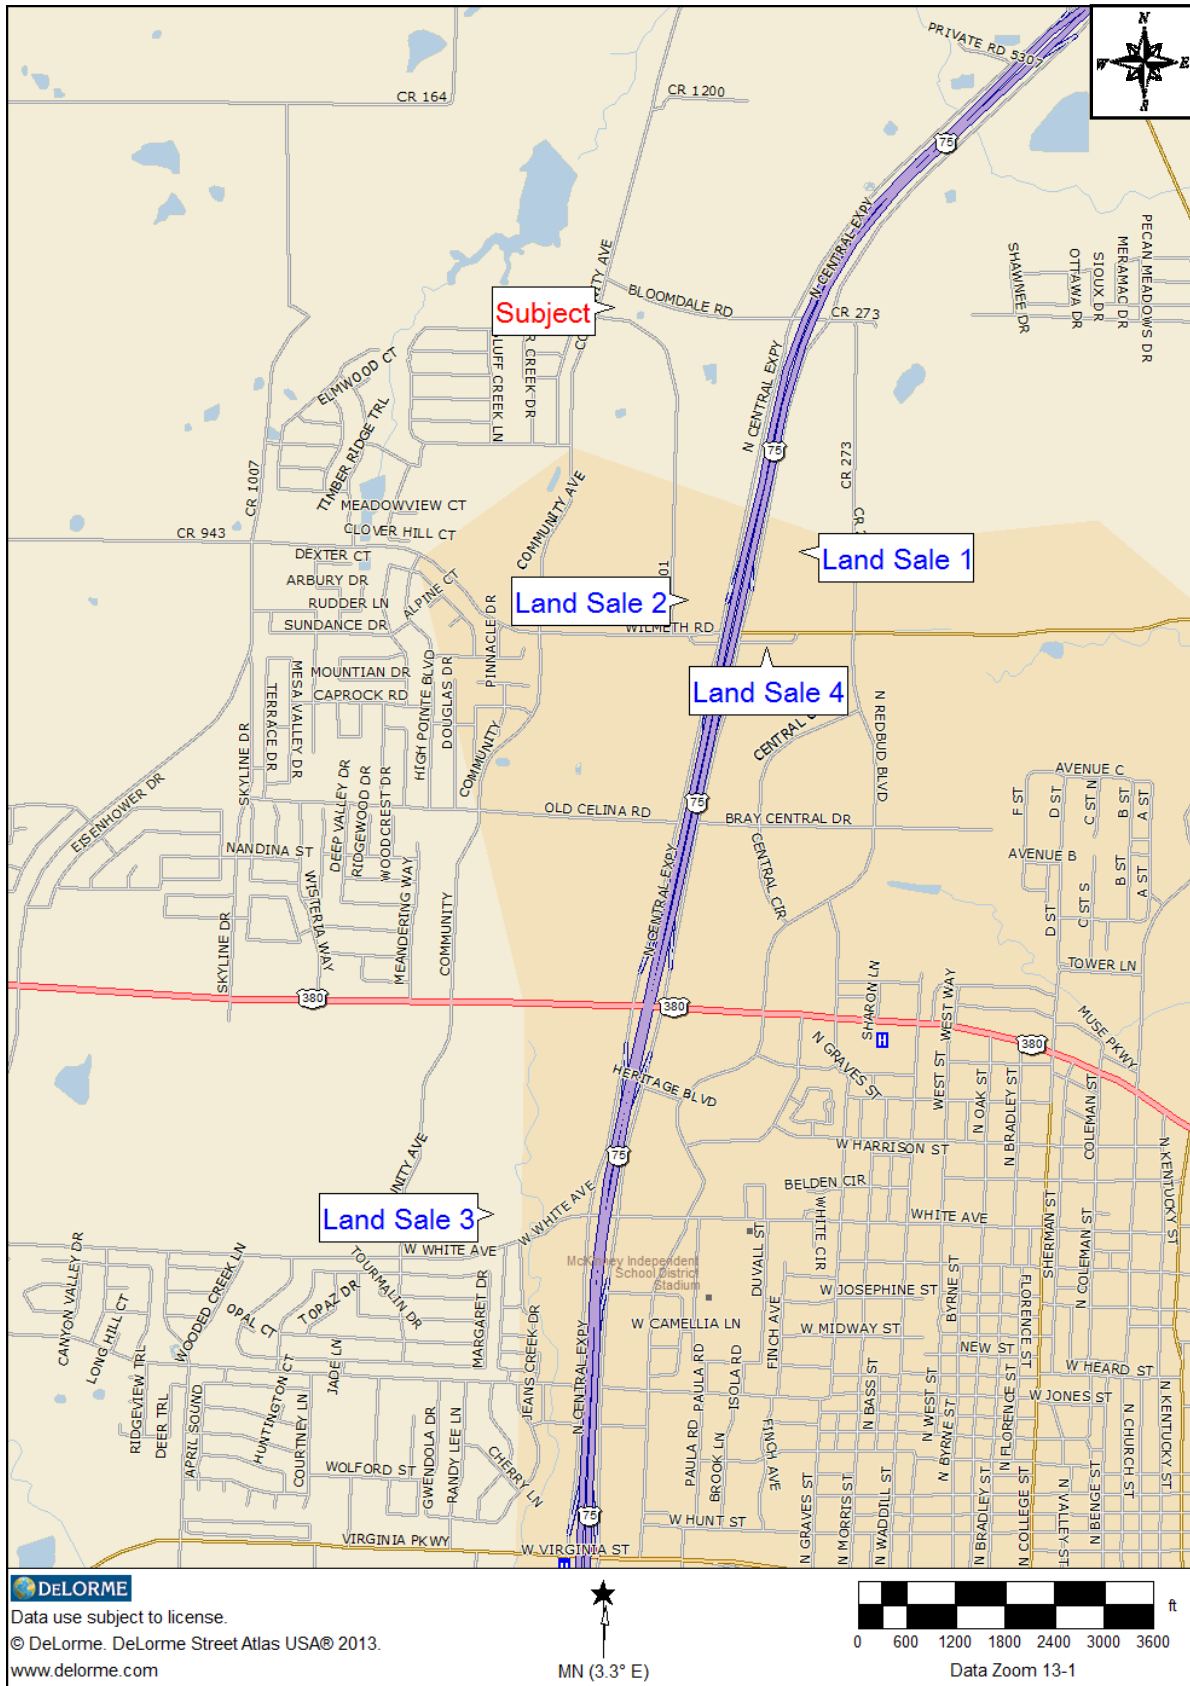 N
W
E
S
PRIVATE RD 5307
CR 164
CR 1200
75
N CENTRAL EXPY
PECAN MEADOWS DR
MERAMAC DR
SIOUX DR
OTTAWA DR
SHAWNEE DR
BLOOMDALE RD
Subject
CR 273
N CENTRAL EXPY
ELMWOOD CT
TIMBER RIDGE TRL
75
CR 273
CR 1007
COMMUNITY AVE
MEADOWVIEW CT
CR 943
CLOVER HILL CT
DEXTER CT
Land Sale 1
ARBURY DR
ALPINE CT
RUDDER LN
Land Sale 2
SUNDANCE DR
PINNACLE DR
WILMETH RD
MOUNTIAN DR
CAPROCK RD
MESA VALLEY DR
TERRACE DR
HIGH POINTE BLVD
DOUGLAS DR
Land Sale 4
N REDBUD BLVD
SKYLINE DR
COMMUNITY
EISENHOWER DR
DEEP VALLEY DR
RIDGEWOOD DR
WOODCREST DR
OLD CELINA RD
75
BRAY CENTRAL DR
AVENUE C
F ST
D ST
C ST N
B ST
A ST
NANDINA ST
AVENUE B
WISTERIA WAY
MEANDERING WAY
COMMUNITY
N CENTRAL EXPY
CENTRAL CIR
D ST
C ST S
B ST
A ST
SKYLINE DR
TOWER LN
SHARON LN
WEST WAY
380
380
380
MUSE PKWY
H
N GRAVES ST
HERITAGE BLVD
WEST ST
N OAK ST
N BRADLEY ST
COLEMAN ST
75
W HARRISON ST
N KENTUCKY ST
BELDEN CIR
Land Sale 3
W WHITE AVE
WHITE AVE
WHITE CIR
SHERMAN ST
N COLEMAN ST
W WHITE AVE
DUVALL ST
McKinney Independent
School District
Stadium
CANYON VALLEY DR
LONG HILL CT
WOODED CREEK LN
OPAL CT
TOPAZ DR
TOURMALIN DR
MARGARET DR
W JOSEPHINE ST
BYRNE ST
FLORENCE ST
W CAMELLIA LN
W MIDWAY ST
FINCH AVE
NEW ST
W HEARD ST
RIDGEVIEW TRL
DEER TRL
APRIL SOUND
HUNTINGTON CT
JADE LN
COURTNEY LN
JEANS CREEK DR
N CENTRAL EXPY
PAULA RD
ISOLA RD
N BASS ST
N WEST ST
N BYRNE ST
N FLORENCE ST
W JONES ST
N CHURCH ST
N KENTUCKY ST
GWENDOLA DR
RANDY LEE LN
CHERRY LN
WOLFORD ST
PAULA RD
BROOK LN
FINCH AVE
N GRAVES ST
N MORRIS ST
N WADDILL ST
N BRADLEY ST
N COLLEGE ST
N VALLEY ST
N BENGE ST
75
W HUNT ST
VIRGINIA PKWY
W VIRGINIA ST
DELORME
Data use subject to license.
© DeLorme. DeLorme Street Atlas USA® 2013.
www.delorme.com
MN (3.3° E)
ft
0 600 1200 1800 2400 3000 3600
Data Zoom 13-1